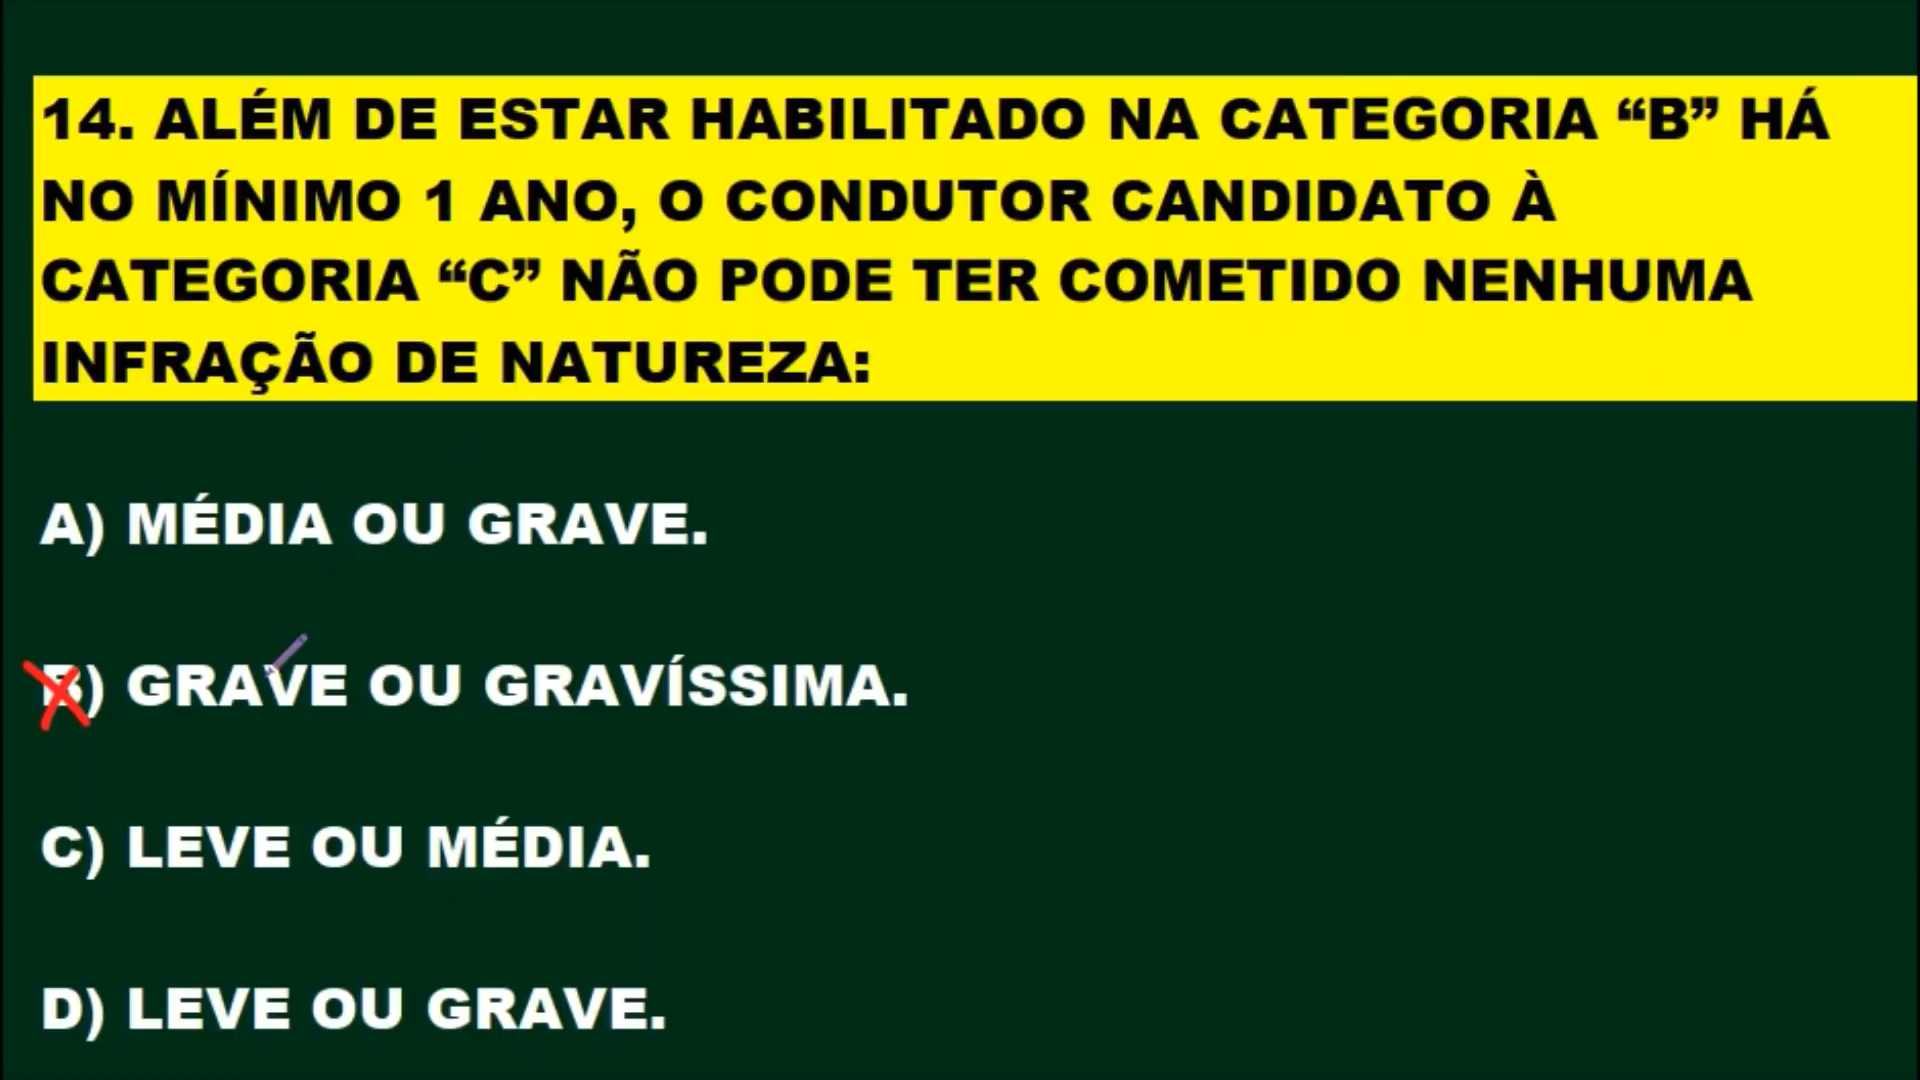 14. ALÉM DE ESTAR HABILITADO NA CATEGORIA “B” HÁ
NO MÍNIMO 1 ANO, O CONDUTOR CANDIDATO À
CATEGORIA “C” NÃO PODE TER COMETIDO NENHUMA
INFRAÇÃO DE NATUREZA:
A) MÉDIA OU GRAVE.
B) GRAVE OU GRAVÍSSIMA.
C) LEVE OU MÉDIA.
D) LEVE OU GRAVE.